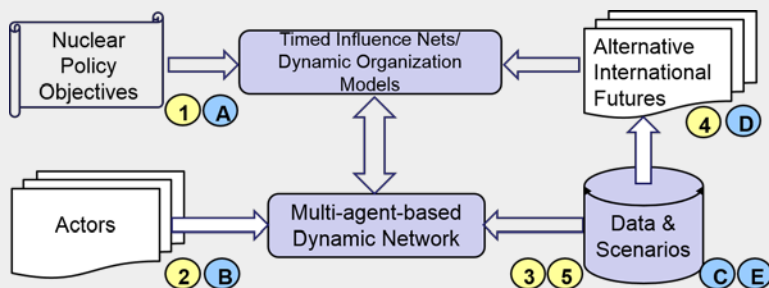 Nuclear
Policy
Objectives
1 A
Timed Influence Nets/
Dynamic Organization
Models
Alternative
International
Futures
4 D
Actors
2 B
Multi-agent-based
Dynamic Network
3 5
Data &
Scenarios
C E